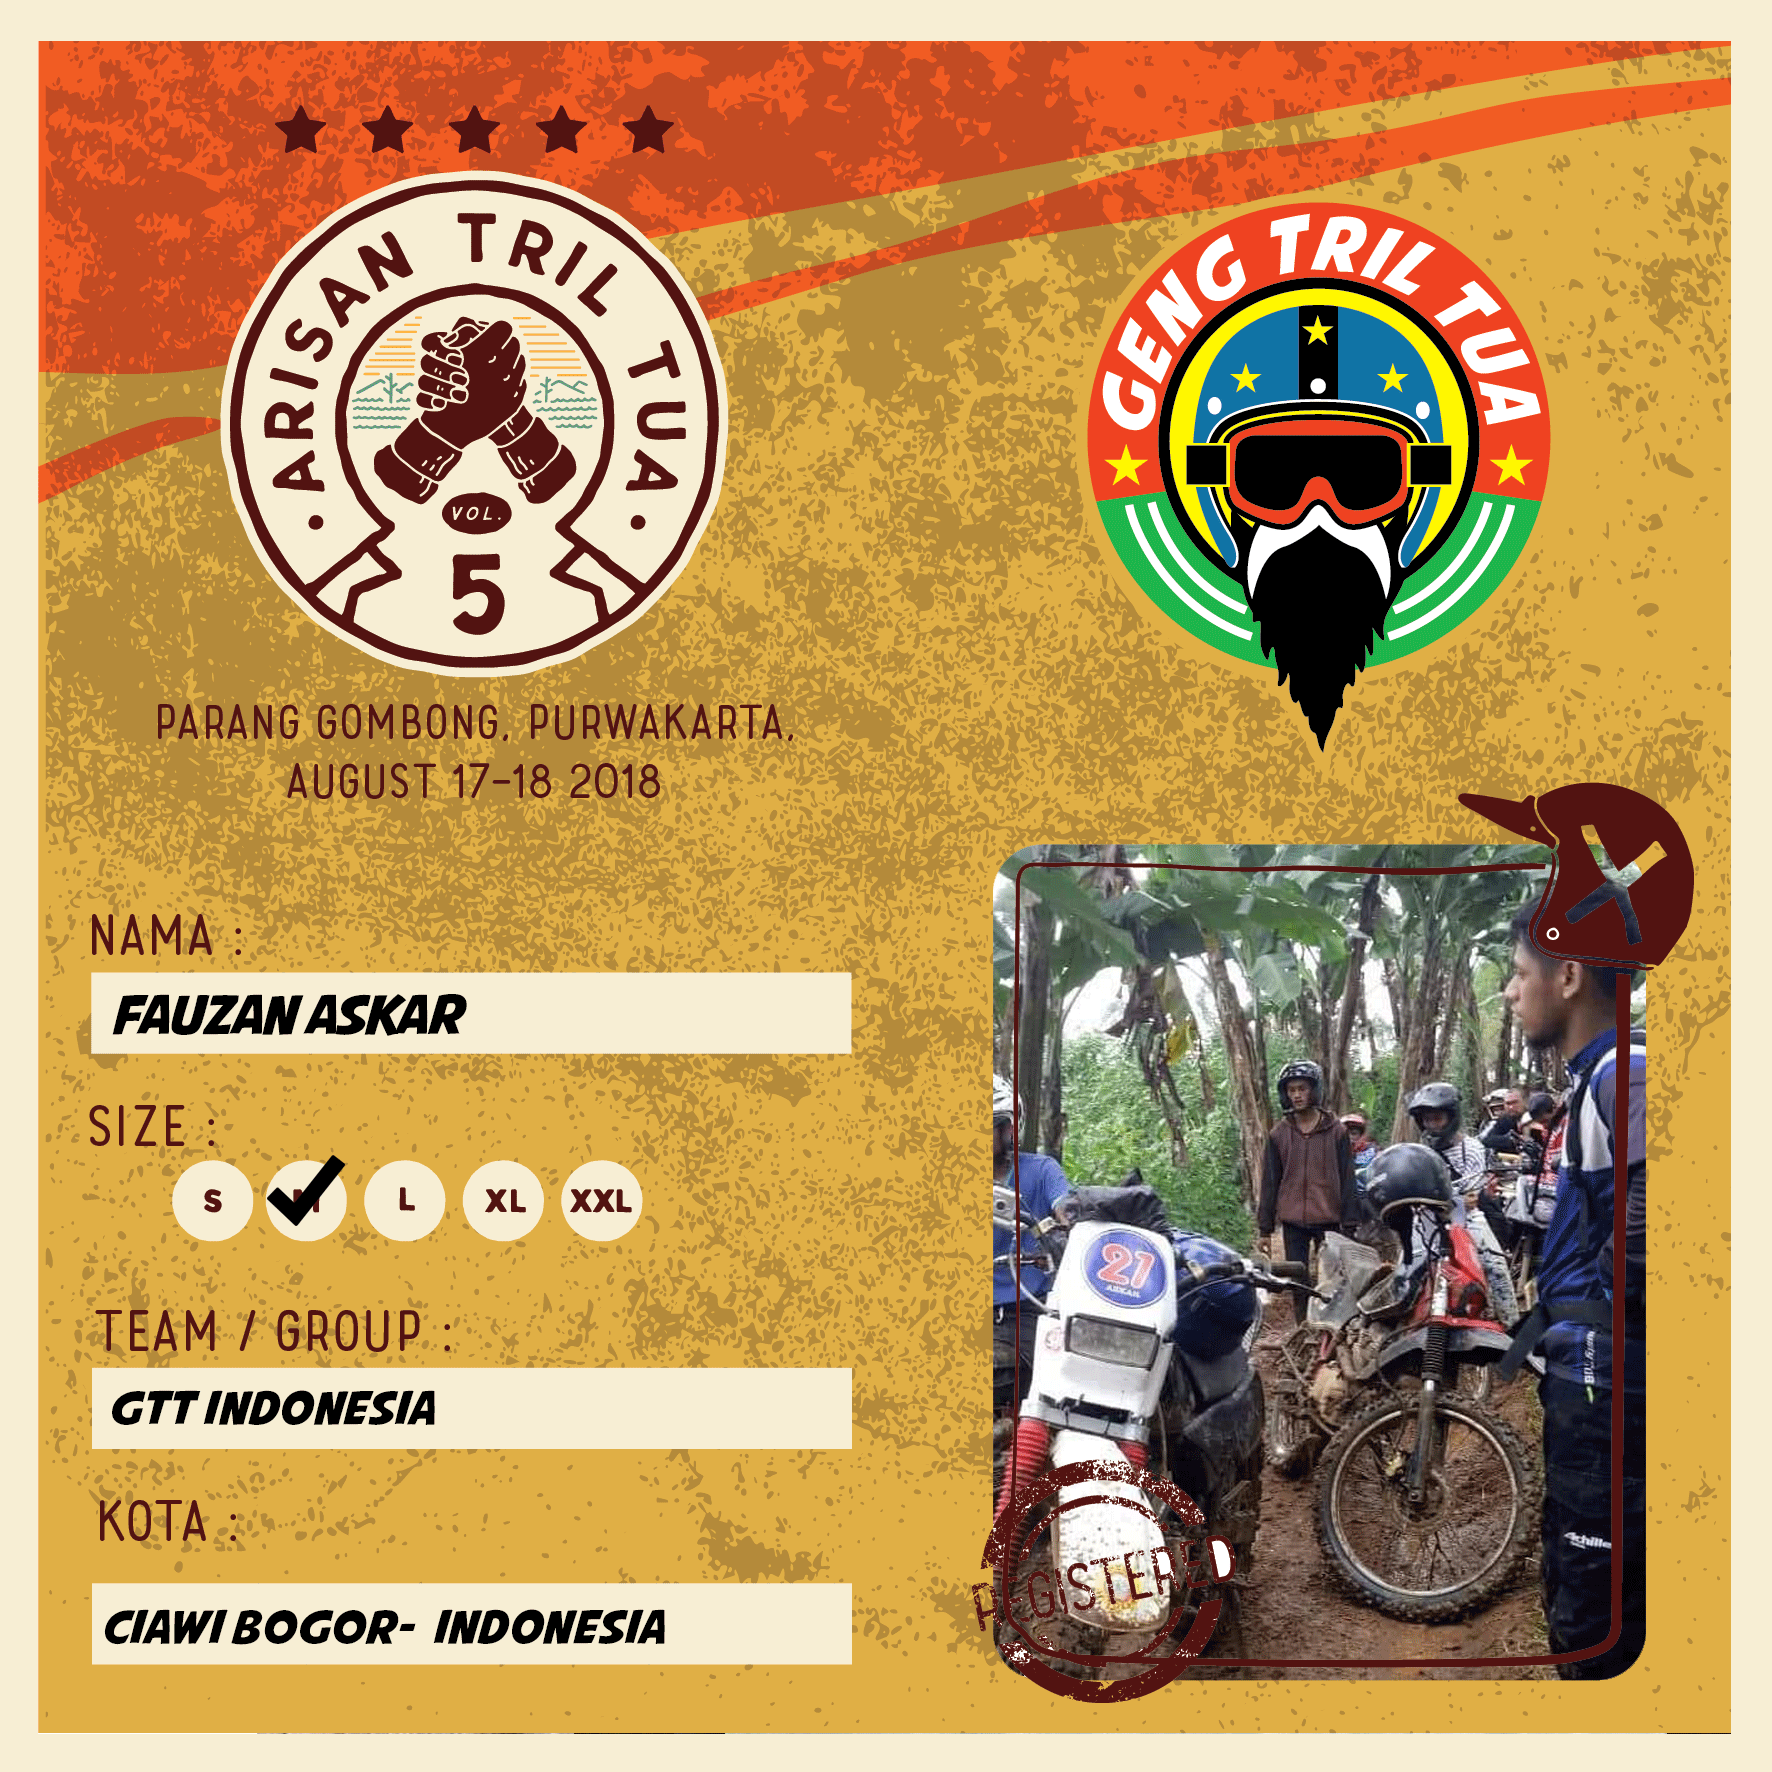 ARISAN TRIL TUA
VOL.
5
GENG TRIL TUA
PARANG GOMBONG, PURWAKARTA,
AUGUST 17-18 2018
NAMA :
FAUZAN ASKAR
SIZE :
S M L XL XXL
TEAM / GROUP :
GTT INDONESIA
KOTA :
CIAWI BOGOR- INDONESIA
21
ASKAR
REGISTERED